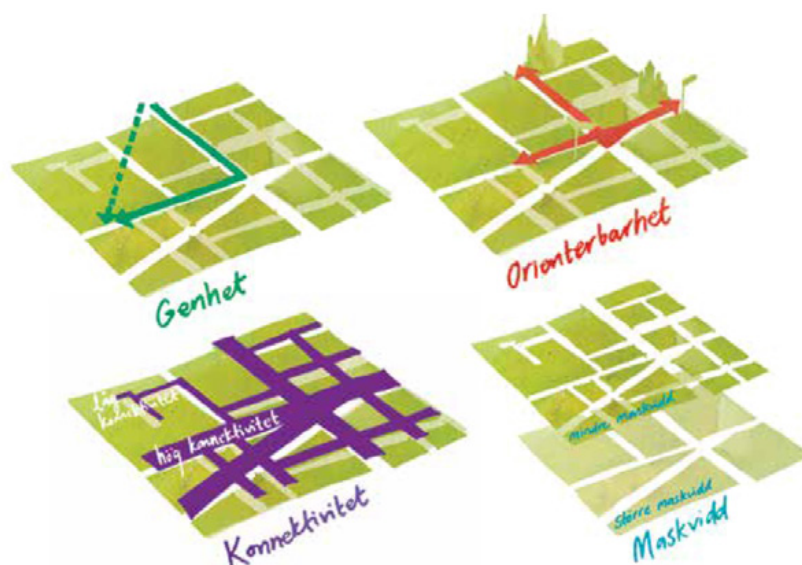 Genhet
Orienterbarhet
låg
konnektivitet
hög konnektivitet
Konnektivitet
mindre maskvidd
Större maskvidd
Maskvidd